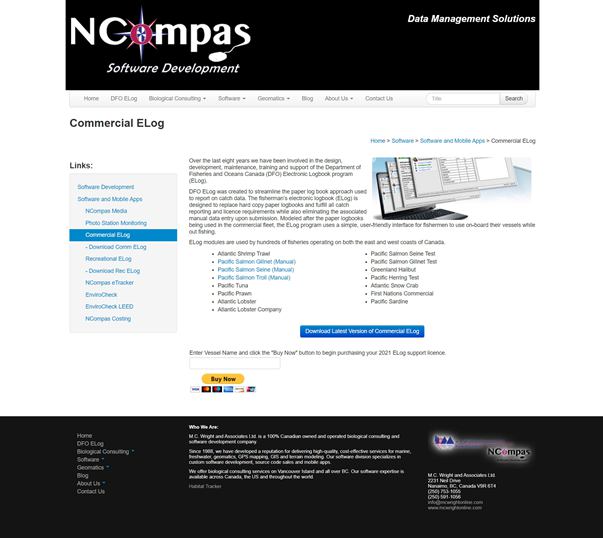 NCompas
Software Development
Data Management Solutions
Home DFO ELog Biological Consulting Software Geomatics Blog About Us Contact Us Title Search
Commercial ELog
Home > Software > Software and Mobile Apps > Commercial ELog
Links:
Software Development
Software and Mobile Apps
NCompas Media
Photo Station Monitoring
Commercial ELog
- Download Comm ELog
Recreational ELog
- Download Rec ELog
NCompas eTracker
EnviroCheck
EnviroCheck LEED
NCompas Costing
Over the last eight years we have been involved in the design,
development, maintenance, training and support of the Department of
Fisheries and Oceans Canada (DFO) Electronic Logbook program
(ELog).
DFO ELog was created to streamline the paper log book approach used
to report on catch data. The fisherman's electronic logbook (ELog) is
designed to replace hard copy paper logbooks and fulfill all catch
reporting and licence requirements while also eliminating the associated
manual data entry upon submission. Modeled after the paper logbooks
being used in the commercial fleet, the ELog program uses a simple, user-friendly interface for fishermen to use on-board their vessels while
out fishing.
ELog modules are used by hundreds of fisheries operating on both the east and west coasts of Canada.
Atlantic Shrimp Trawl
Pacific Salmon Gillnet (Manual)
Pacific Salmon Seine (Manual)
Pacific Salmon Troll (Manual)
Pacific Tuna
Pacific Prawn
Atlantic Lobster
Atlantic Lobster Company
Pacific Salmon Seine Test
Pacific Salmon Gillnet Test
Greenland Halibut
Pacific Herring Test
Atlantic Snow Crab
First Nations Commercial
Pacific Sardine
Download Latest Version of Commercial ELog
Enter Vessel Name and click the "Buy Now" button to begin purchasing your 2021 ELog support licence.
Buy Now
Home
DFO ELog
Biological Consulting
Software
Geomatics
Blog
About Us
Contact Us
Who We Are:
M.C. Wright and Associates Ltd. is a 100% Canadian owned and operated biological consulting and
software development company.
Since 1988, we have developed a reputation for delivering high-quality, cost-effective services for marine,
freshwater, geomatics, GPS mapping, GIS and terrain modeling. Our software division specializes in
custom software development, source code sales and mobile apps.
We offer biological consulting services on Vancouver Island and all over BC. Our software expertise is
available across Canada, the US and throughout the world.
Habitat Tracker
NCompas
M.C. Wright and Associates Ltd.
2231 Neil Drive
Nanaimo, BC, Canada V9R 6T4
(250) 753-1055
(250) 591-1056
info@mcwrightonline.com
www.mcwrightonline.com